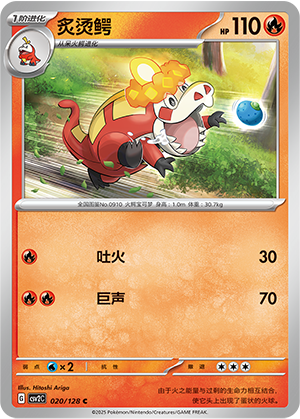 1阶进化
炙烫鳄
HP 110
从呆火鳄进化
全国图鉴No.0910 火鳄宝可梦 身高：1.0m 体重：30.7kg
吐火 30
巨声 70
弱点 ×2 抵抗力 撤退
Illus. Hitoshi Ariga
G CSV2C 020/128 C
由于火之能量与过剩的生命力相结合，
使它头上出现了蛋状的火球。
©2025 Pokémon/Nintendo/Creatures/GAME FREAK.